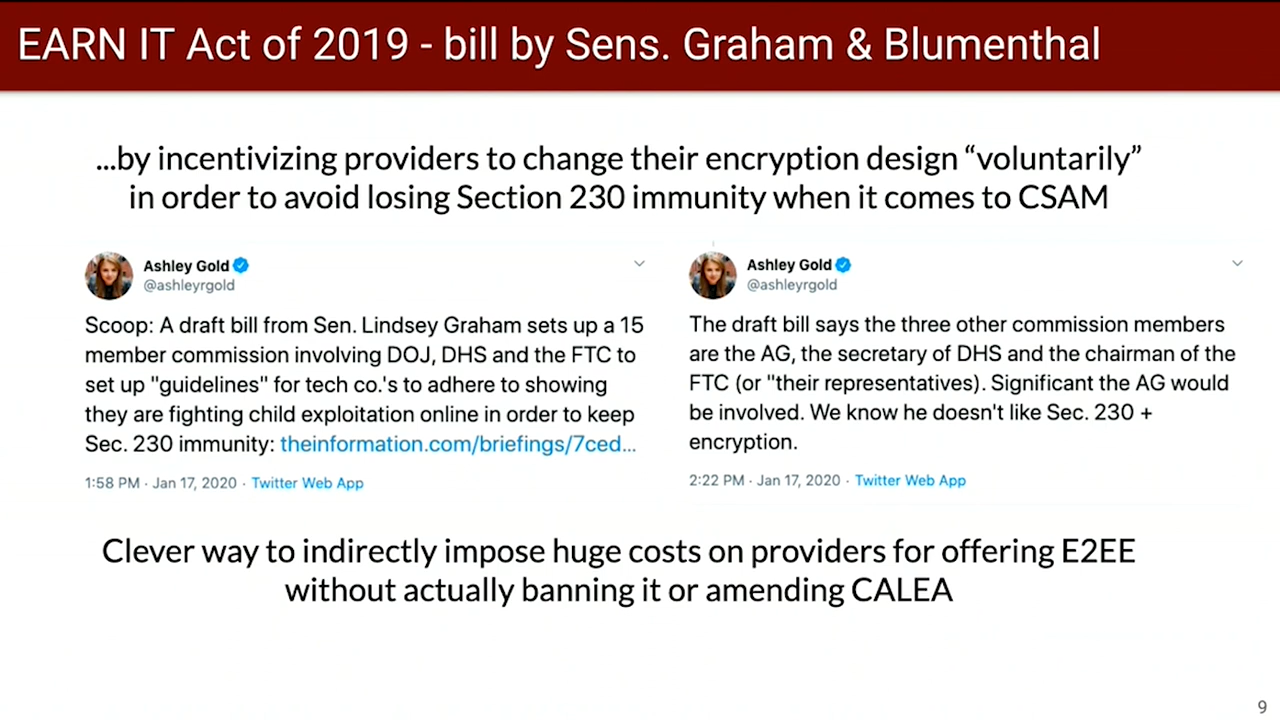 EARN IT Act of 2019 - bill by Sens. Graham & Blumenthal
...by incentivizing providers to change their encryption design “voluntarily”
in order to avoid losing Section 230 immunity when it comes to CSAM
Ashley Gold
@ashleyrgold
Scoop: A draft bill from Sen. Lindsey Graham sets up a 15
member commission involving DOJ, DHS and the FTC to
set up "guidelines" for tech co.'s to adhere to showing
they are fighting child exploitation online in order to keep
Sec. 230 immunity: theinformation.com/briefings/7ced...
1:58 PM · Jan 17, 2020 · Twitter Web App
Ashley Gold
@ashleyrgold
The draft bill says the three other commission members
are the AG, the secretary of DHS and the chairman of the
FTC (or "their representatives). Significant the AG would
be involved. We know he doesn't like Sec. 230 +
encryption.
2:22 PM · Jan 17, 2020 · Twitter Web App
Clever way to indirectly impose huge costs on providers for offering E2EE
without actually banning it or amending CALEA
9